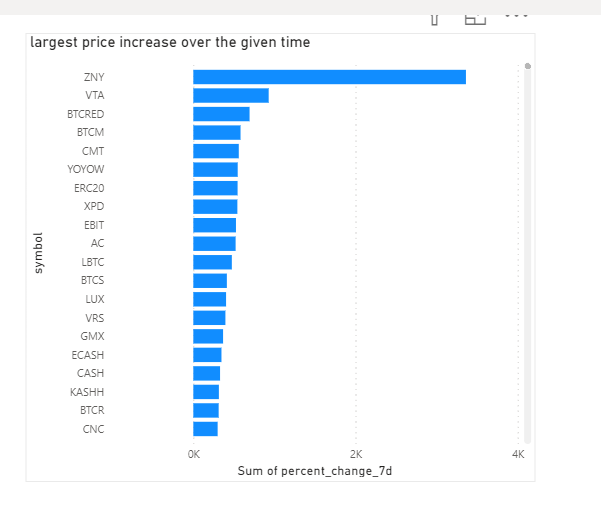 largest price increase over the given time
symbol
ZNY
VTA
BTCRED
BTCM
CMT
YOYOW
ERC20
XPD
EBIT
AC
LBTC
BTCS
LUX
VRS
GMX
ECASH
CASH
KASHH
BTCR
CNC
0K 2K 4K
Sum of percent_change_7d